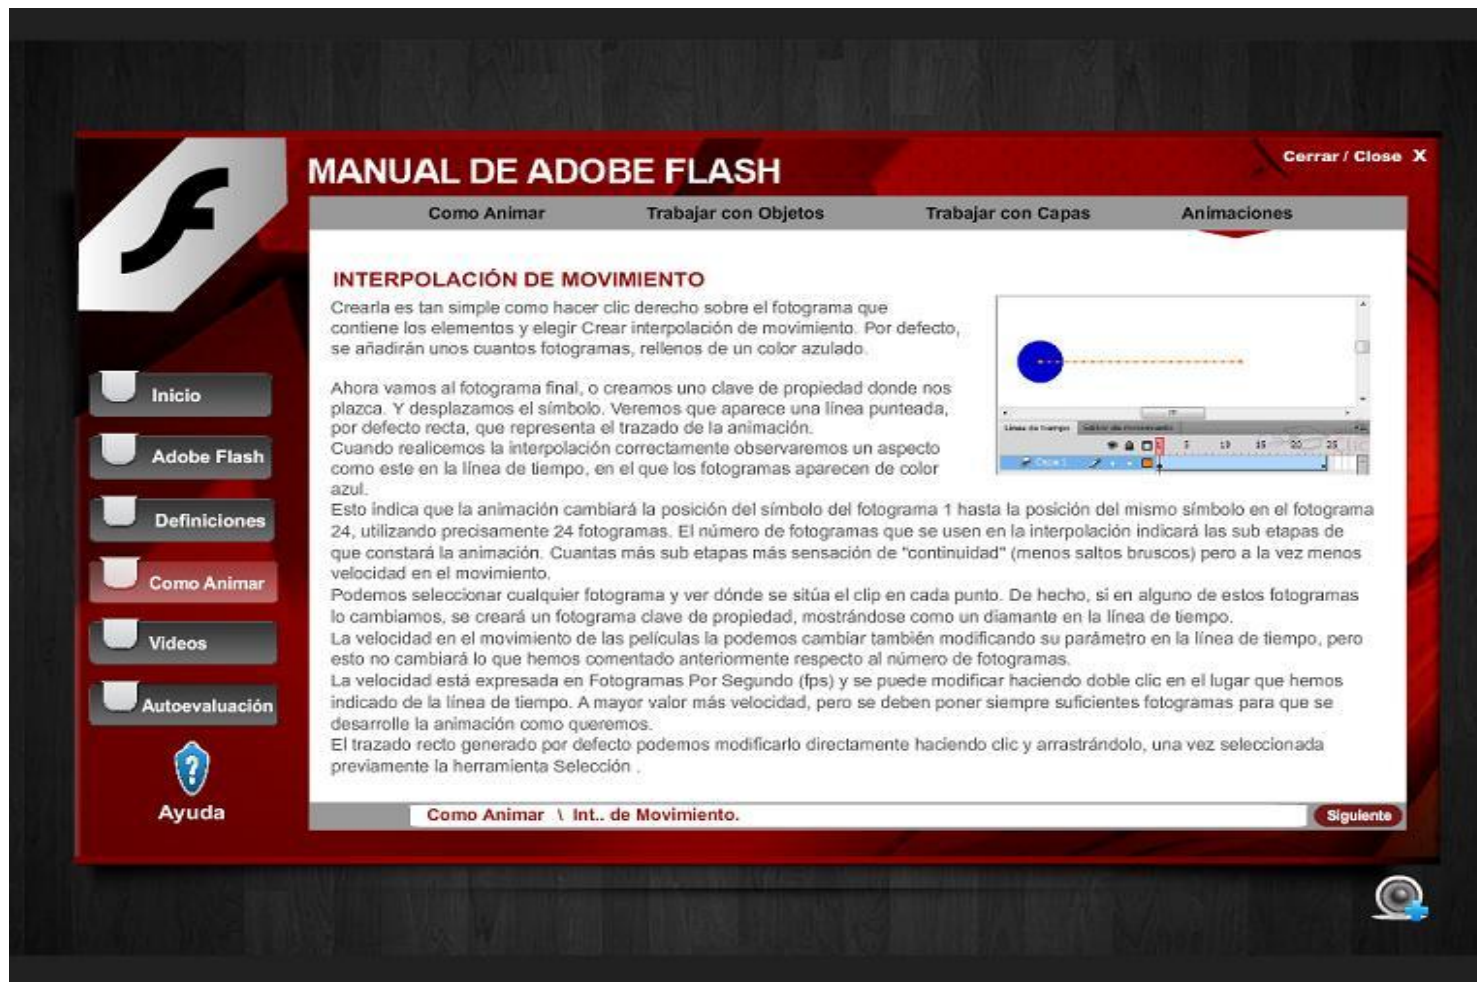 MANUAL DE ADOBE FLASH
Cerrar / Close X
Como Animar
Trabajar con Objetos
Trabajar con Capas
Animaciones
INTERPOLACIÓN DE MOVIMIENTO
Crearla es tan simple como hacer clic derecho sobre el fotograma que
contiene los elementos y elegir Crear interpolación de movimiento. Por defecto,
se añadirán unos cuantos fotogramas, rellenos de un color azulado.
Ahora vamos al fotograma final, o creamos uno clave de propiedad donde nos
plazca. Y desplazamos el símbolo. Veremos que aparece una línea punteada,
por defecto recta, que representa el trazado de la animación.
Cuando realicemos la interpolación correctamente observaremos un aspecto
como este en la línea de tiempo, en el que los fotogramas aparecen de color
azul.
Esto indica que la animación cambiará la posición del símbolo del fotograma 1 hasta la posición del mismo símbolo en el fotograma
24, utilizando precisamente 24 fotogramas. El número de fotogramas que se usen en la interpolación indicará las sub etapas de
que constará la animación. Cuantas más sub etapas más sensación de "continuidad" (menos saltos bruscos) pero a la vez menos
velocidad en el movimiento.
Podemos seleccionar cualquier fotograma y ver dónde se sitúa el clip en cada punto. De hecho, si en alguno de estos fotogramas
lo cambiamos, se creará un fotograma clave de propiedad, mostrándose como un diamante en la línea de tiempo.
La velocidad en el movimiento de las películas la podemos cambiar también modificando su parámetro en la línea de tiempo, pero
esto no cambiará lo que hemos comentado anteriormente respecto al número de fotogramas.
La velocidad está expresada en Fotogramas Por Segundo (fps) y se puede modificar haciendo doble clic en el lugar que hemos
indicado de la línea de tiempo. A mayor valor más velocidad, pero se deben poner siempre suficientes fotogramas para que se
desarrolle la animación como queremos.
El trazado recto generado por defecto podemos modificarlo directamente haciendo clic y arrastrándolo, una vez seleccionada
previamente la herramienta Selección .
Línea de tiempo
Editor de movimiento
5 10 15 20 25
Capa 1
Inicio
Adobe Flash
Definiciones
Como Animar
Videos
Autoevaluación
?
Ayuda
Como Animar \ Int.. de Movimiento.
Siguiente